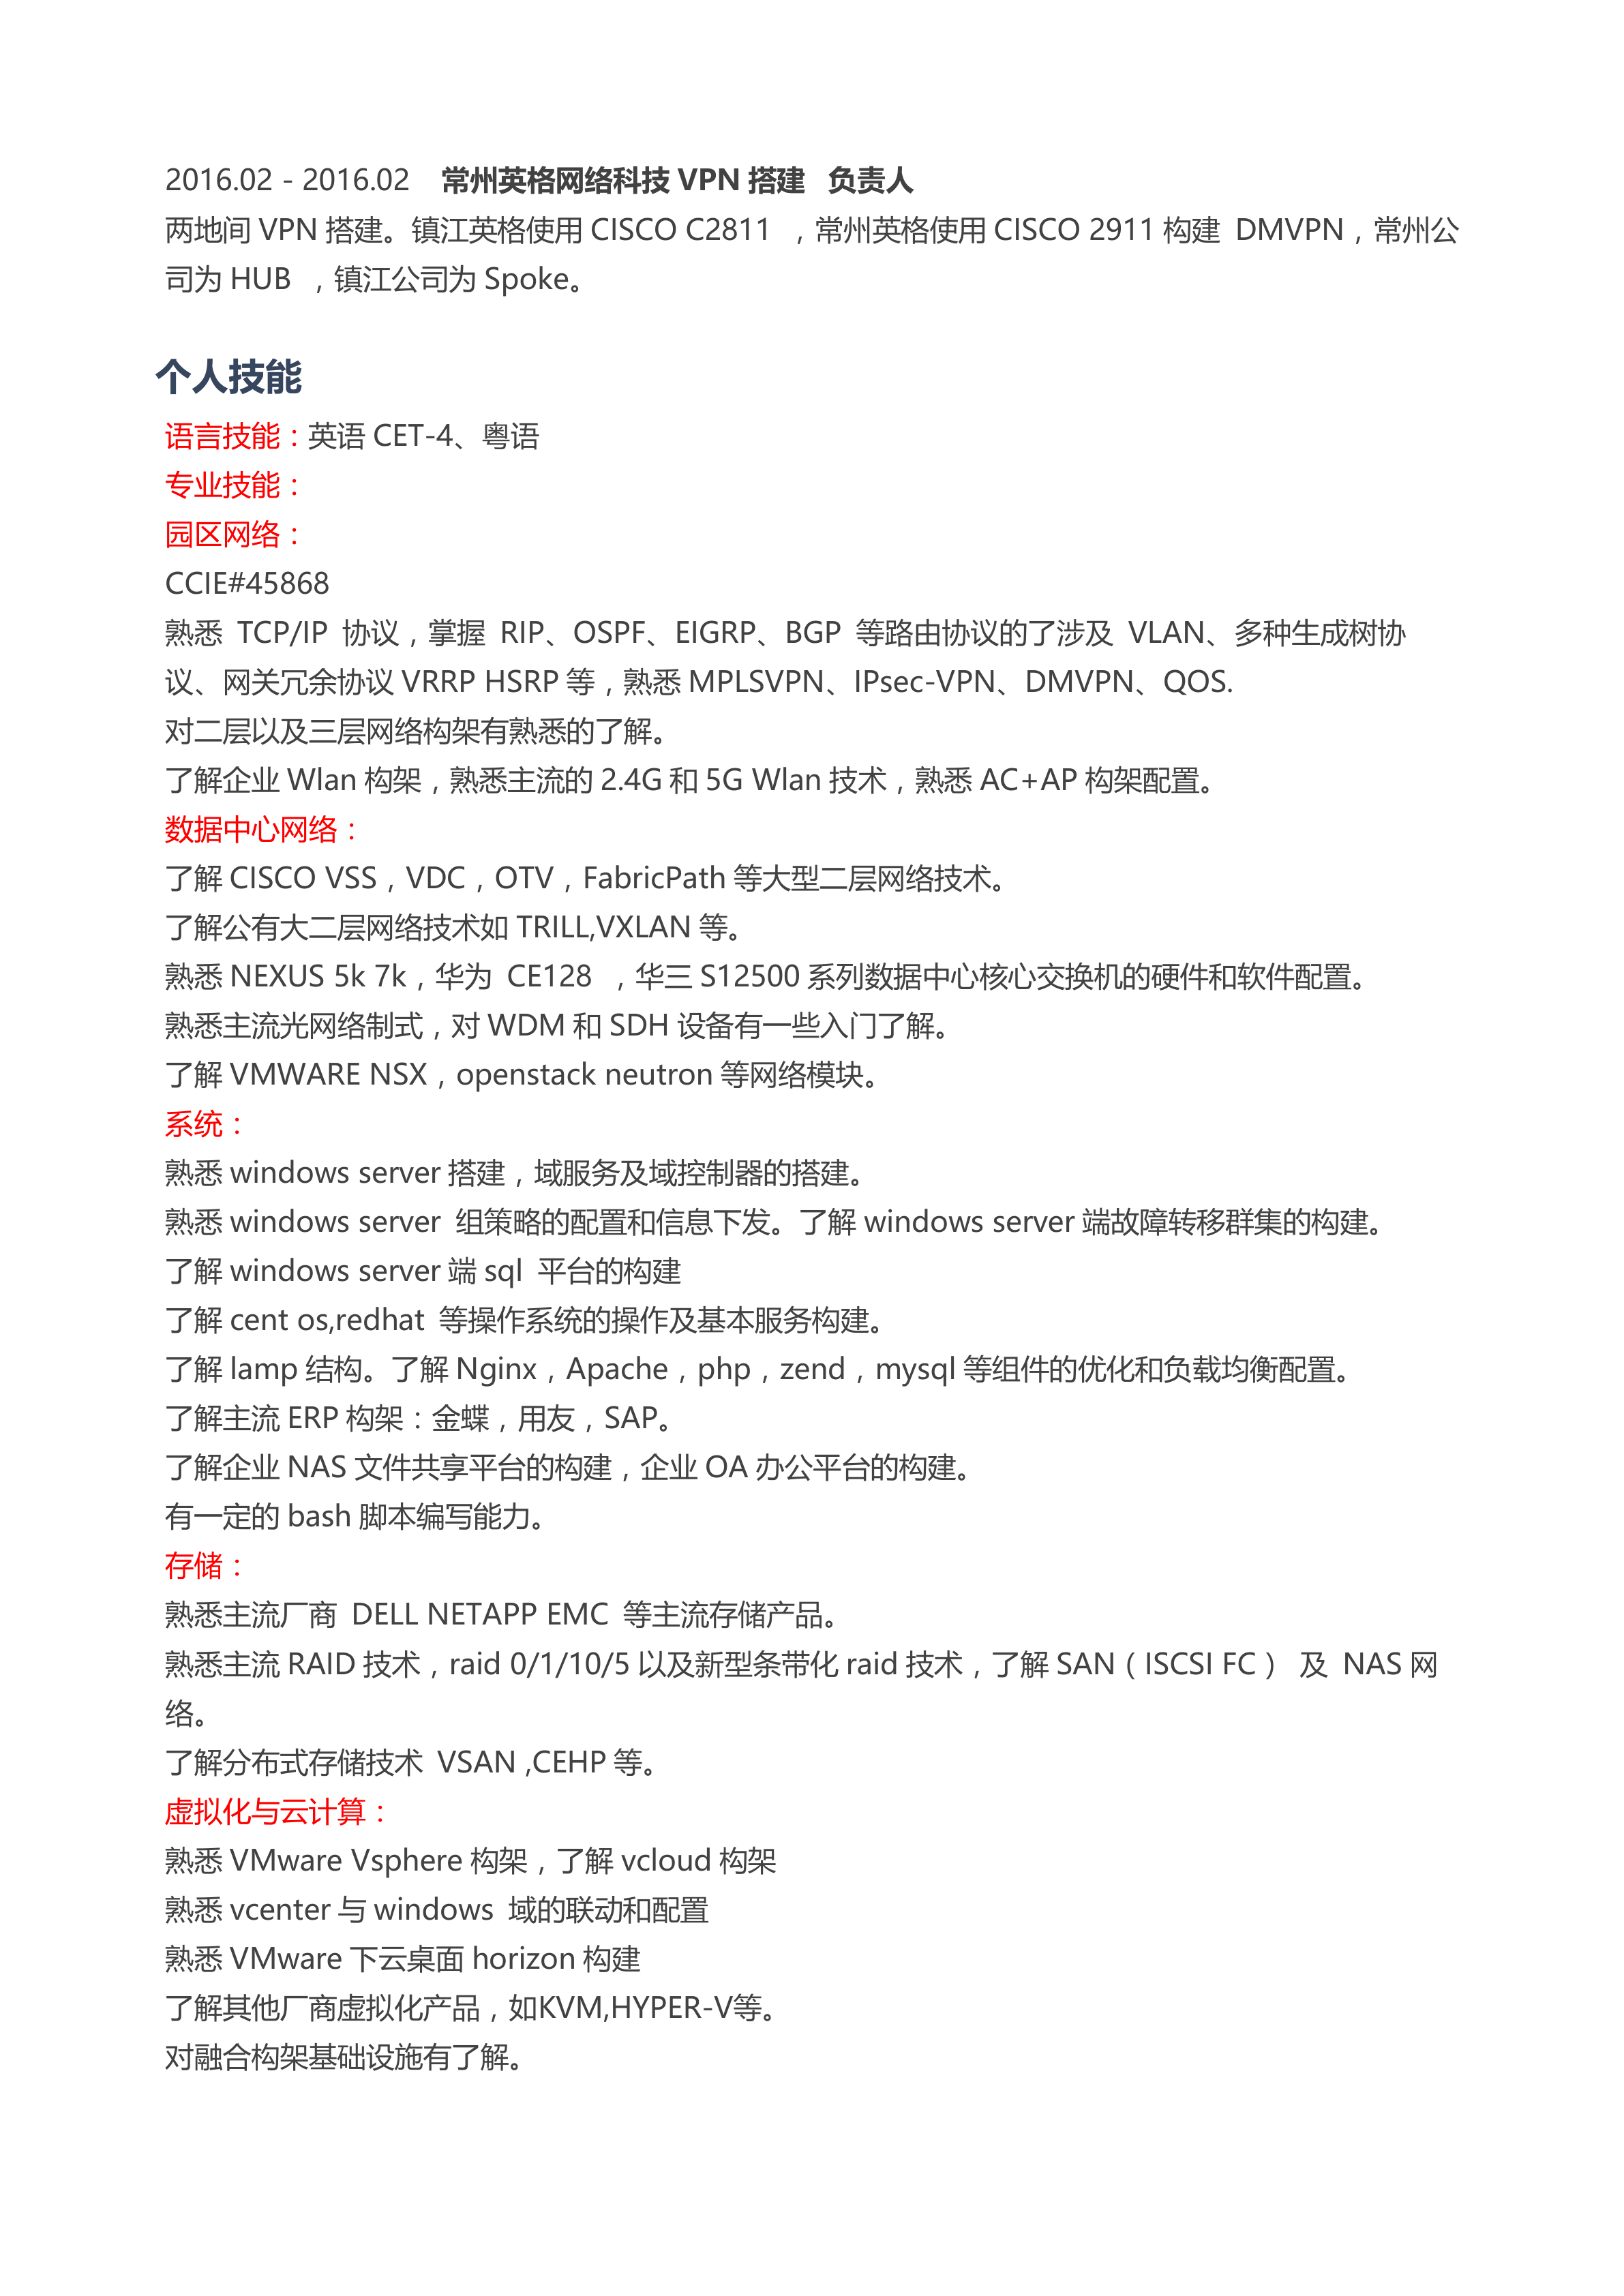 2016.02 - 2016.02 常州英格网络科技 VPN 搭建 负责人
两地间 VPN 搭建。镇江英格使用 CISCO C2811 ，常州英格使用 CISCO 2911 构建 DMVPN，常州公
司为 HUB ，镇江公司为 Spoke。
个人技能
语言技能：英语 CET-4、粤语
专业技能：
园区网络：
CCIE#45868
熟悉 TCP/IP 协议，掌握 RIP、OSPF、EIGRP、BGP 等路由协议的了涉及 VLAN、多种生成树协
议、网关冗余协议 VRRP HSRP 等，熟悉 MPLSVPN、IPsec-VPN、DMVPN、QOS.
对二层以及三层网络构架有熟悉的了解。
了解企业 Wlan 构架，熟悉主流的 2.4G 和 5G Wlan 技术，熟悉 AC+AP 构架配置。
数据中心网络：
了解 CISCO VSS，VDC，OTV，FabricPath 等大型二层网络技术。
了解公有大二层网络技术如 TRILL,VXLAN 等。
熟悉 NEXUS 5k 7k，华为 CE128 ，华三 S12500 系列数据中心核心交换机的硬件和软件配置。
熟悉主流光网络制式，对 WDM 和 SDH 设备有一些入门了解。
了解 VMWARE NSX，openstack neutron 等网络模块。
系统：
熟悉 windows server 搭建，域服务及域控制器的搭建。
熟悉 windows server 组策略的配置和信息下发。了解 windows server 端故障转移群集的构建。
了解 windows server 端 sql 平台的构建
了解 cent os,redhat 等操作系统的操作及基本服务构建。
了解 lamp 结构。了解 Nginx，Apache，php，zend，mysql 等组件的优化和负载均衡配置。
了解主流 ERP 构架：金蝶，用友，SAP。
了解企业 NAS 文件共享平台的构建，企业 OA 办公平台的构建。
有一定的 bash 脚本编写能力。
存储：
熟悉主流厂商 DELL NETAPP EMC 等主流存储产品。
熟悉主流 RAID 技术，raid 0/1/10/5 以及新型条带化 raid 技术，了解 SAN（ISCSI FC） 及 NAS 网
络。
了解分布式存储技术 VSAN ,CEHP 等。
虚拟化与云计算：
熟悉 VMware Vsphere 构架，了解 vcloud 构架
熟悉 vcenter 与 windows 域的联动和配置
熟悉 VMware 下云桌面 horizon 构建
了解其他厂商虚拟化产品，如KVM,HYPER-V等。
对融合构架基础设施有了解。